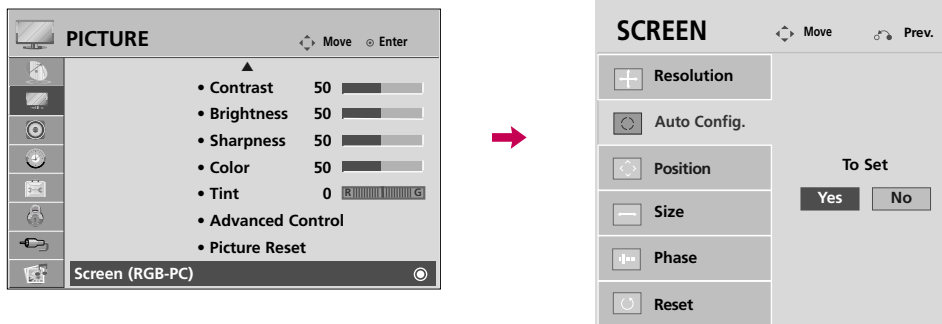 PICTURE Move Enter
• Contrast 50
• Brightness 50
• Sharpness 50
• Color 50
• Tint 0 R G
• Advanced Control
• Picture Reset
Screen (RGB-PC)
SCREEN Move Prev.
Resolution
Auto Config.
Position
Size
Phase
Reset
To Set
Yes No